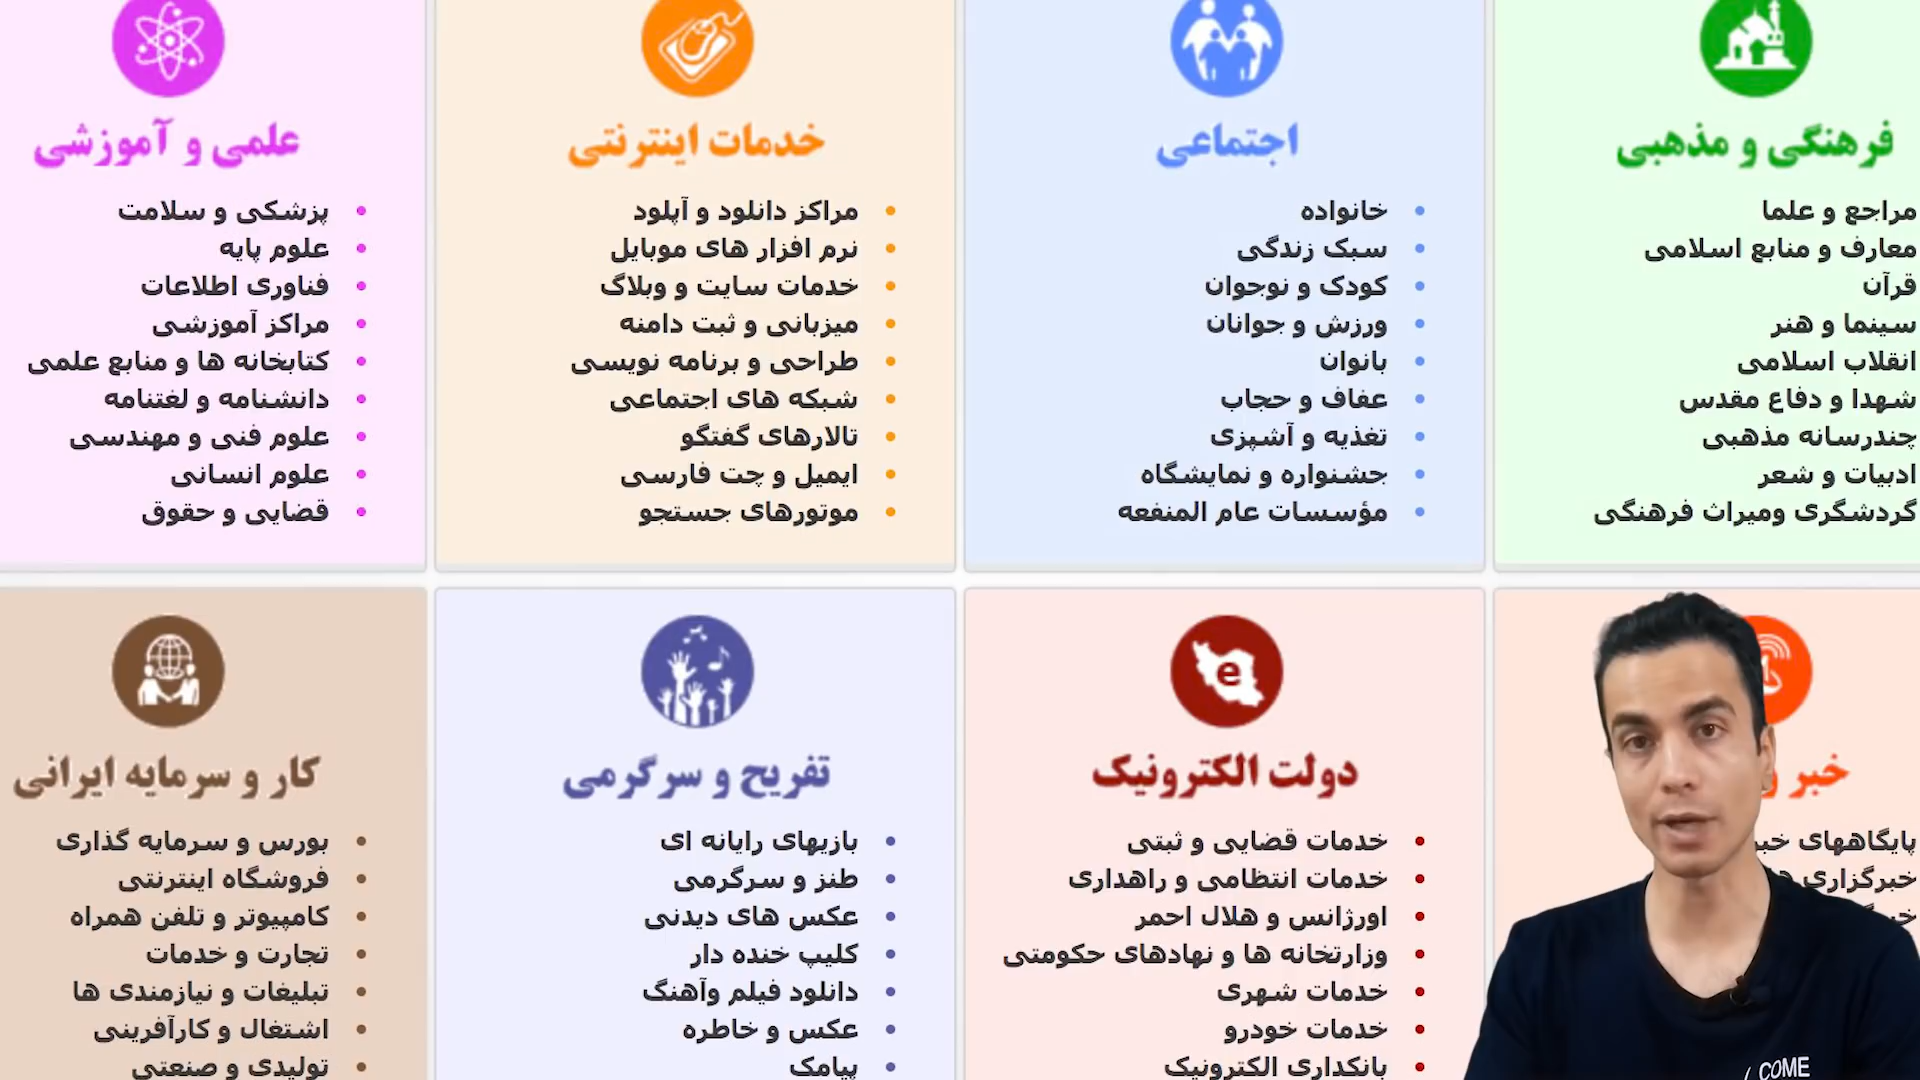 فرهنگی و مذهبی
مراجع و علما
معارف و منابع اسلامی
قرآن
سینما و هنر
انقلاب اسلامی
شهدا و دفاع مقدس
چندرسانه مذهبی
ادبیات و شعر
گردشگری ومیراث فرهنگی
اجتماعی
خانواده
سبک زندگی
کودک و نوجوان
ورزش و جوانان
بانوان
عفاف و حجاب
تغذیه و آشپزی
جشنواره و نمایشگاه
مؤسسات عام المنفعه
خدمات اینترنتی
مراکز دانلود و آپلود
نرم افزار های موبایل
خدمات سایت و وبلاگ
میزبانی و ثبت دامنه
طراحی و برنامه نویسی
شبکه های اجتماعی
تالارهای گفتگو
ایمیل و چت فارسی
موتورهای جستجو
علمی و آموزشی
پزشکی و سلامت
علوم پایه
فناوری اطلاعات
مراکز آموزشی
کتابخانه ها و منابع علمی
دانشنامه و لغتنامه
علوم فنی و مهندسی
علوم انسانی
قضایی و حقوق
خبر و
پایگاههای
خبرگزاری
دولت الکترونیک
e
خدمات قضایی و ثبتی
خدمات انتظامی و راهداری
اورژانس و هلال احمر
وزارتخانه ها و نهادهای حکومتی
خدمات شهری
خدمات خودرو
بانکداری الکترونیک
تفریح و سرگرمی
بازیهای رایانه ای
طنز و سرگرمی
عکس های دیدنی
کلیپ خنده دار
دانلود فیلم وآهنگ
عکس و خاطره
پیامک
کار و سرمایه ایرانی
بورس و سرمایه گذاری
فروشگاه اینترنتی
کامپیوتر و تلفن همراه
تجارت و خدمات
تبلیغات و نیازمندی ها
اشتغال و کارآفرینی
تولیدی و صنعتی
COME